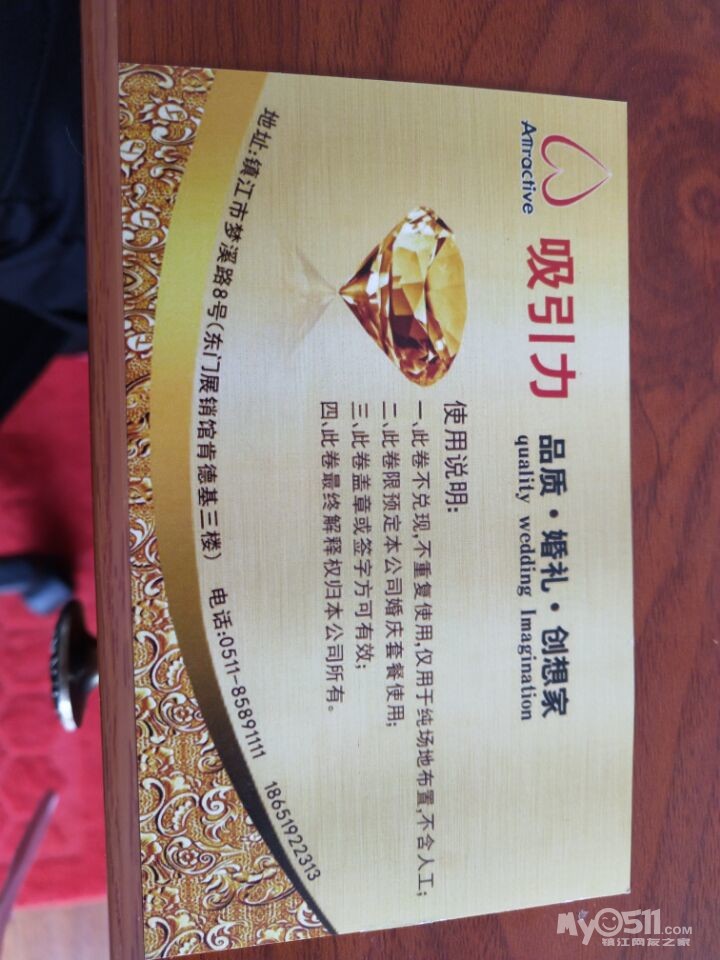 Attractive
吸引力
品质·婚礼·创想家
quality wedding Imagination
使用说明:
一、此卷不兑现,不重复使用,仅用于纯场地布置,不含人工;
二、此卷限预定本公司婚庆套餐使用;
三、此卷盖章或签字方可有效;
四、此卷最终解释权归本公司所有。
地址:镇江市梦溪路8号(东门展销馆肯德基三楼) 电话:0511-85891111 18651922313
MY0511.COM
镇江网友之家